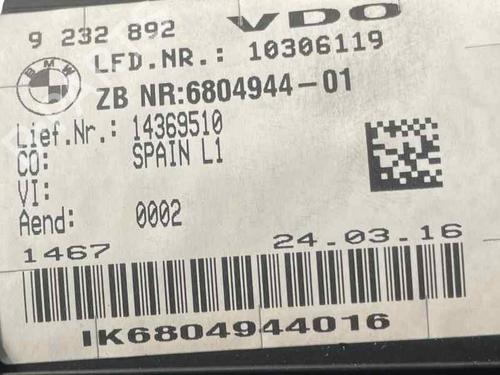 9 232 892 VDO
BMW
LFD.NR.: 10306119
ZB NR:6804944-01
Lief.Nr.: 14369510
CO: SPAIN L1
VI:
Aend: 0002
1467 24.03.16
IK6804944016